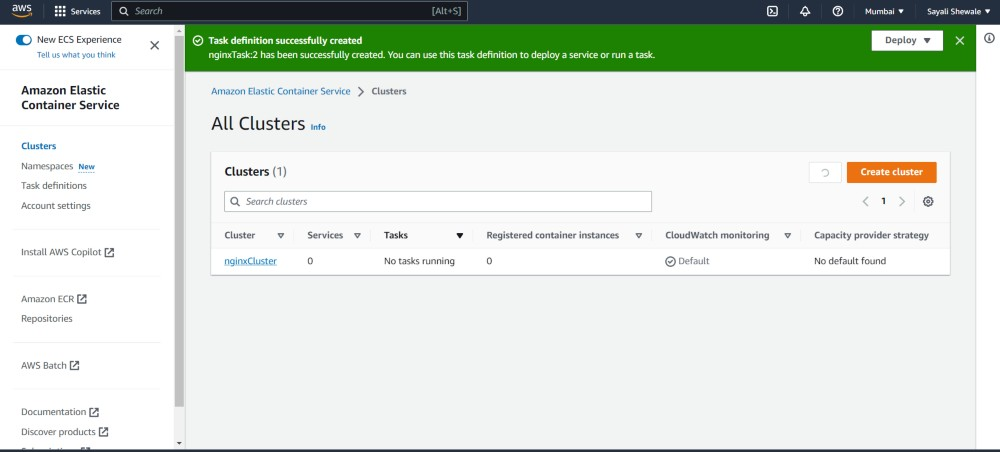 aws
Services
Search
[Alt+S]
Mumbai
Sayali Shewale
New ECS Experience
Tell us what you think
Amazon Elastic
Container Service
Clusters
Namespaces New
Task definitions
Account settings
Install AWS Copilot
Amazon ECR
Repositories
AWS Batch
Documentation
Discover products
Task definition successfully created
nginxTask:2 has been successfully created. You can use this task definition to deploy a service or run a task.
Deploy
Amazon Elastic Container Service > Clusters
All Clusters Info
Clusters (1)
Create cluster
Search clusters
1
Cluster Services Tasks Registered container instances CloudWatch monitoring Capacity provider strategy
nginxCluster 0 No tasks running 0 Default No default found